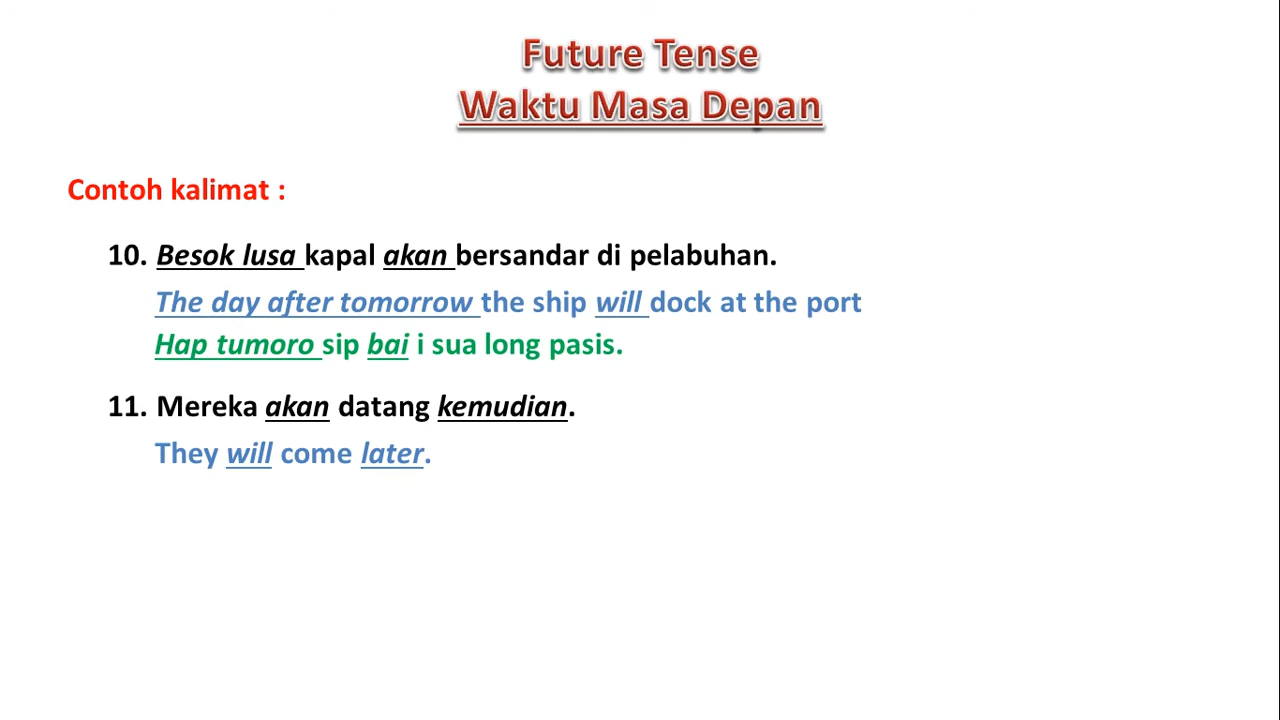 Future Tense
Waktu Masa Depan
Contoh kalimat :
10. Besok lusa kapal akan bersandar di pelabuhan.
The day after tomorrow the ship will dock at the port
Hap tumoro sip bai i sua long pasis.
11. Mereka akan datang kemudian.
They will come later.